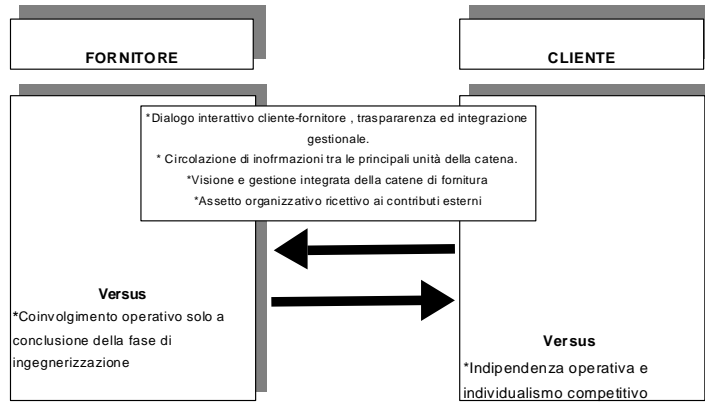 FORNITORE
CLIENTE
*Dialogo interattivo cliente-fornitore , traspararenza ed integrazione
gestionale.
* Circolazione di inofrmazioni tra le principali unità della catena.
*Visione e gestione integrata della catene di fornitura
*Assetto organizzativo ricettivo ai contributi esterni
Versus
*Coinvolgimento operativo solo a
conclusione della fase di
ingegnerizzazione
Versus
*Indipendenza operativa e
individualismo competitivo